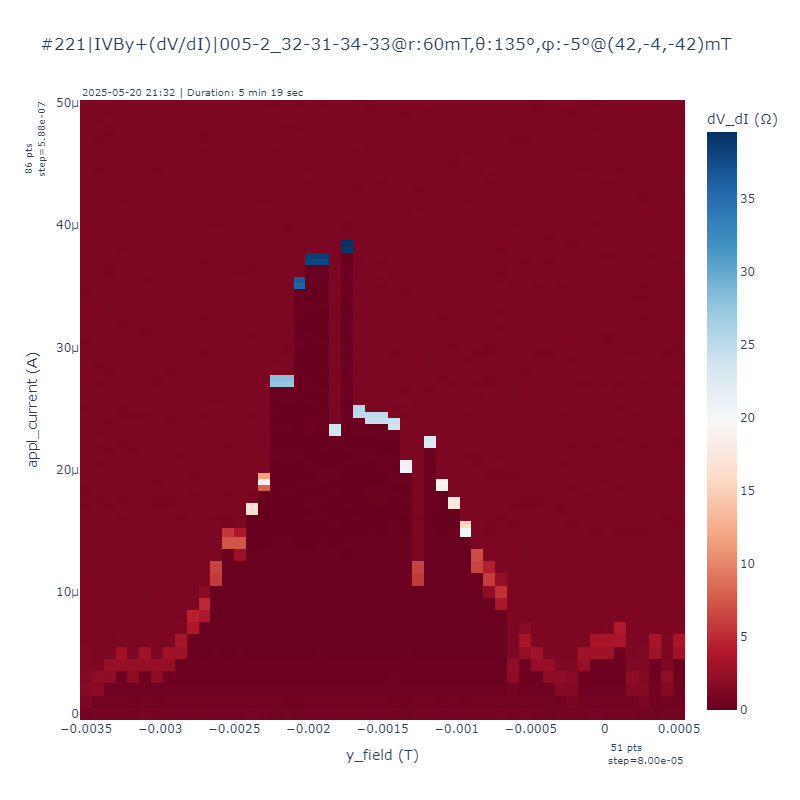 #221|IVBy+(dV/dI)|005-2_32-31-34-33@r:60mT,θ:135º,φ:-5º@(42,-4,-42)mT
2025-05-20 21:32 | Duration: 5 min 19 sec
dV_dI (Ω)
86 pts
step=5.88e-07
appl_current (A)
50µ
40µ
30µ
20µ
10µ
0
35
30
25
20
15
10
5
0
−0.0035
−0.003
−0.0025
−0.002
−0.0015
−0.001
−0.0005
0
0.0005
y_field (T)
51 pts
step=8.00e-05